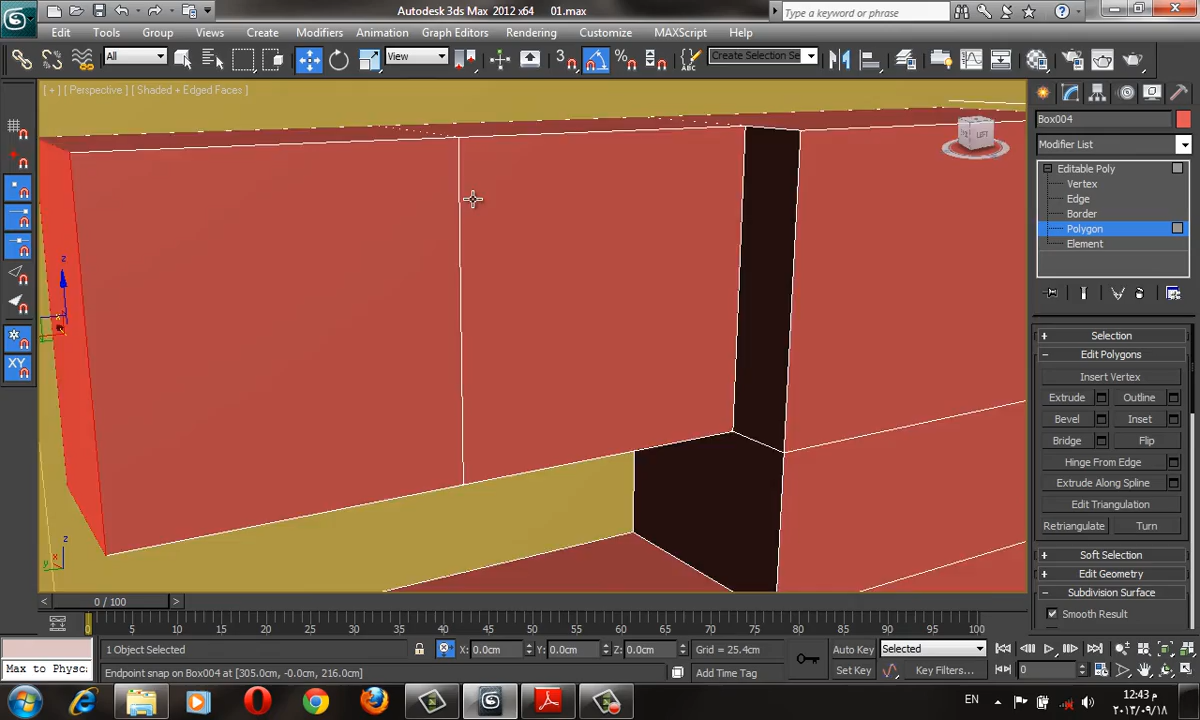 Autodesk 3ds Max 2012 x64 01.max
Type a keyword or phrase
Edit Tools Group Views Create Modifiers Animation Graph Editors Rendering Customize MAXScript Help
All View 3 Create Selection Se
[ + ] [ Perspective ] [ Shaded + Edged Faces ]
LEFT
Box004
Modifier List
Editable Poly
Vertex
Edge
Border
Polygon
Element
+ Selection
- Edit Polygons
Insert Vertex
Extrude Outline
Bevel Inset
Bridge Flip
Hinge From Edge
Extrude Along Spline
Edit Triangulation
Retriangulate Turn
+ Soft Selection
+ Edit Geometry
- Subdivision Surface
Smooth Result
XY
z
x
z
x
y
< 0 / 100 >
0 5 10 15 20 25 30 35 40 45 50 55 60 65 70 75 80 85 90 95 100
1 Object Selected X: 0.0cm Y: 0.0cm Z: 0.0cm Grid = 25.4cm Auto Key Selected
Max to Physc Endpoint snap on Box004 at [305.0cm, -0.0cm, 216.0cm] Add Time Tag Set Key Key Filters... 0
EN
12:43 م
٢٠١٣/٠٩/١٨